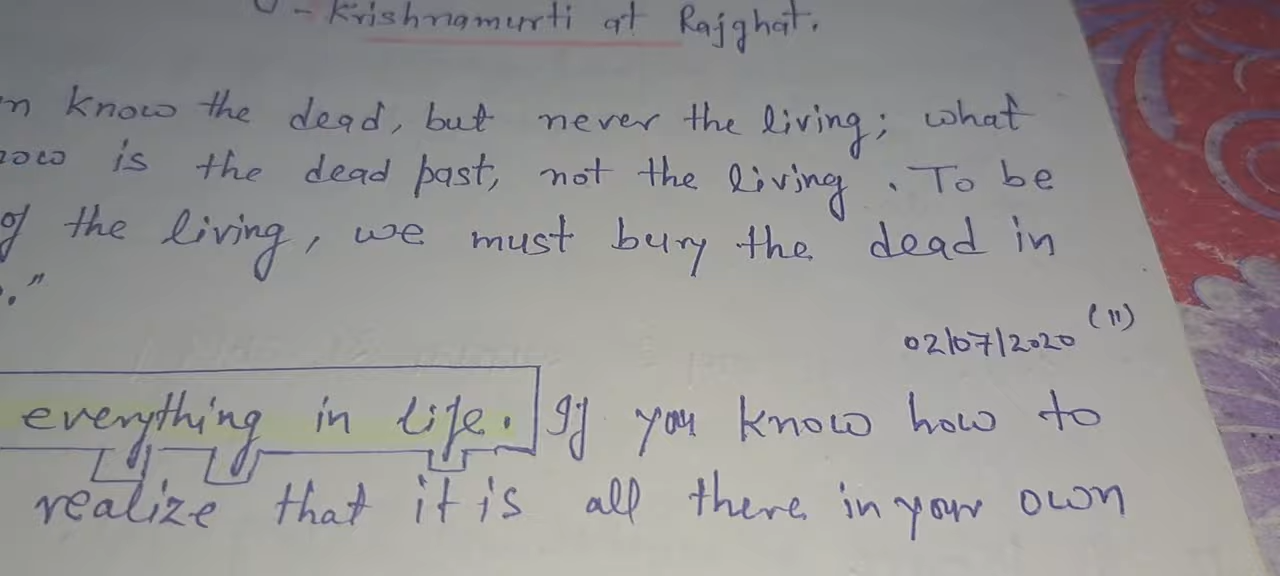 - Krishnamurti at Rajghat.
know the dead, but never the living; what
is the dead past, not the living. To be
of the living, we must bury the dead in
."
02/07/2020 (11)
everything in life. If you know how to
realize that it is all there in your own